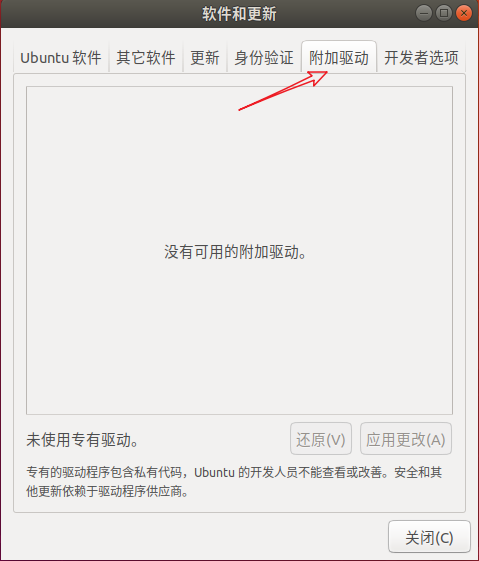 软件和更新
Ubuntu 软件 其它软件 更新 身份验证 附加驱动 开发者选项
没有可用的附加驱动。
未使用专有驱动。 还原(V) 应用更改(A)
专有的驱动程序包含私有代码，Ubuntu 的开发人员不能查看或改善。安全和其
他更新依赖于驱动程序供应商。
关闭(C)